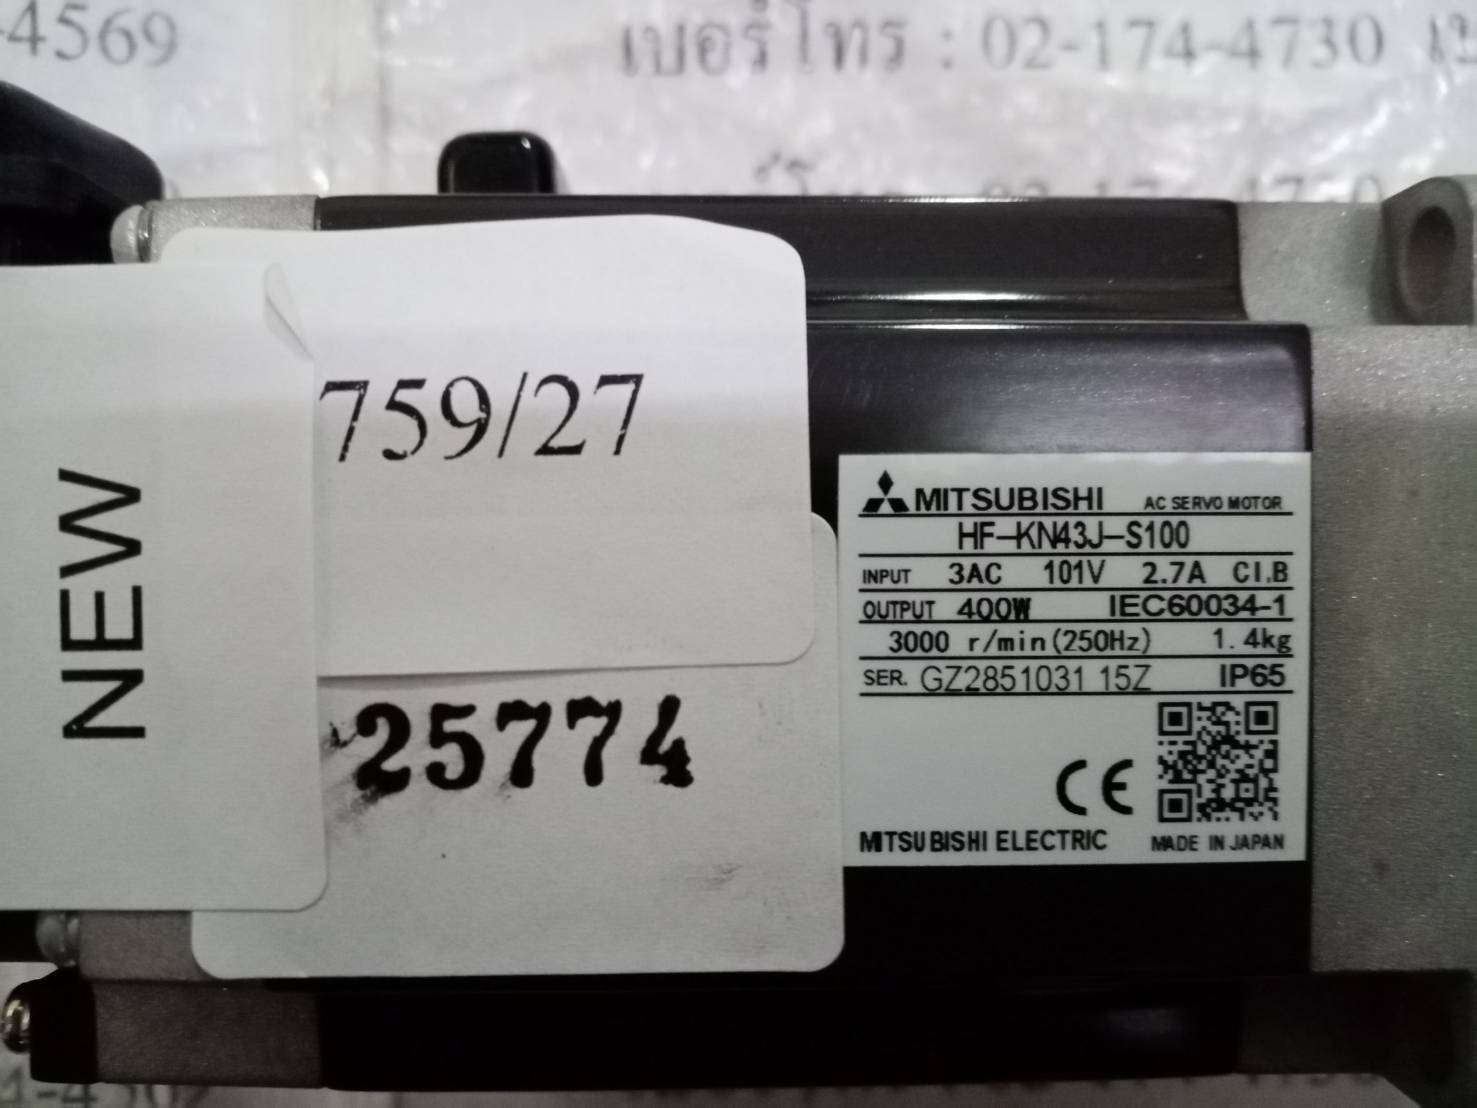 -4569
เบอร์โทร : 02-174-4730
759/27
NEW
25774
MITSUBISHI AC SERVO MOTOR
HF-KN43J-S100
INPUT 3AC 101V 2.7A CI.B
OUTPUT 400W IEC60034-1
3000 r/min(250Hz) 1.4kg
SER. GZ2851031 15Z IP65
CE
MITSUBISHI ELECTRIC MADE IN JAPAN